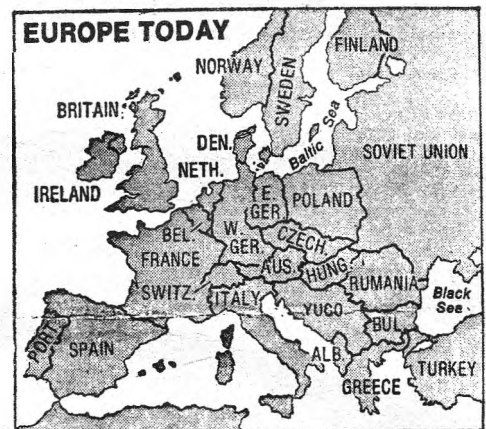 EUROPE TODAY
NORWAY
SWEDEN
FINLAND
BRITAIN
DEN.
Baltic Sea
NETH.
SOVIET UNION
IRELAND
E. GER
POLAND
BEL.
W. GER
CZECH.
FRANCE
AUS.
HUNG.
RUMANIA
SWITZ.
ITALY
YUGO
Black
Sea
BUL
PORT.
SPAIN
ALB.
TURKEY
GREECE